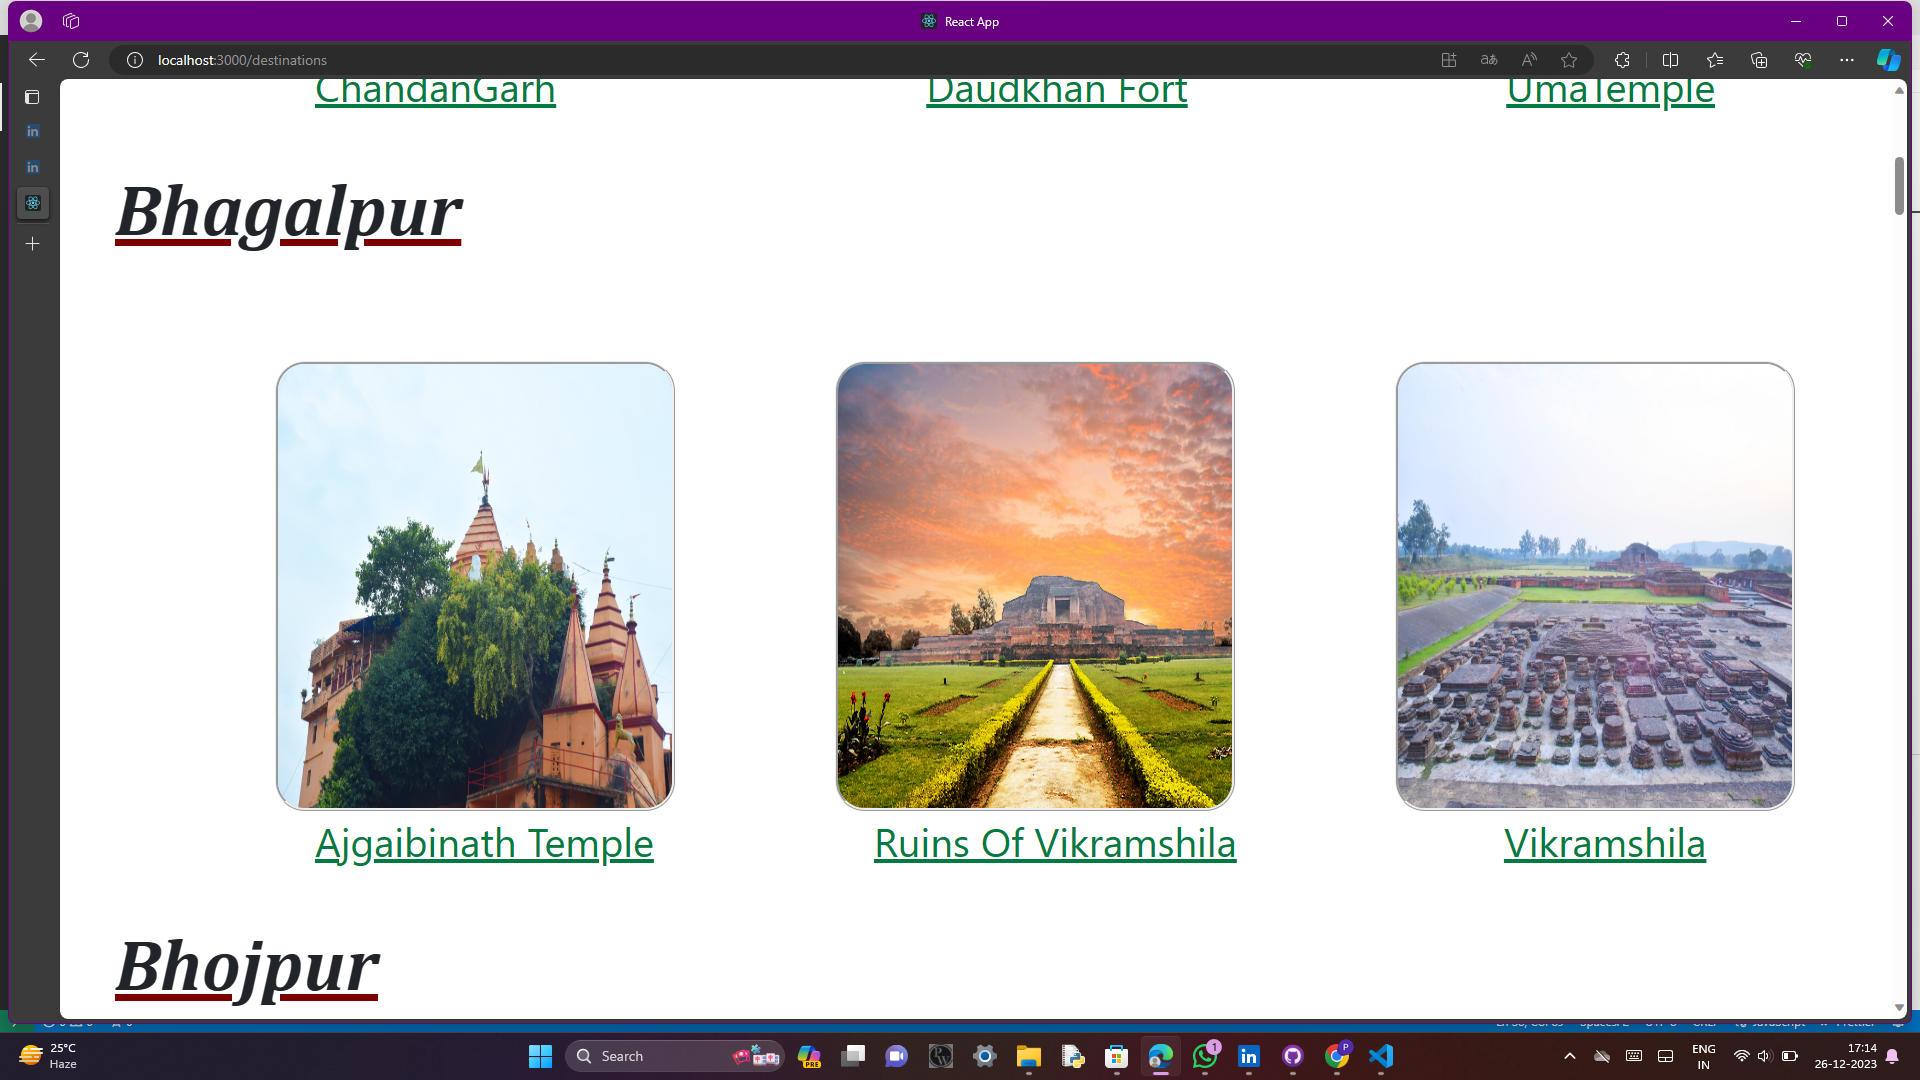 React App
localhost:3000/destinations
ChandanGarh
Daudkhan Fort
UmaTemple
Bhagalpur
Ajgaibinath Temple
Ruins Of Vikramshila
Vikramshila
Bhojpur
25°C
Haze
Search
ENG
IN
17:14
26-12-2023